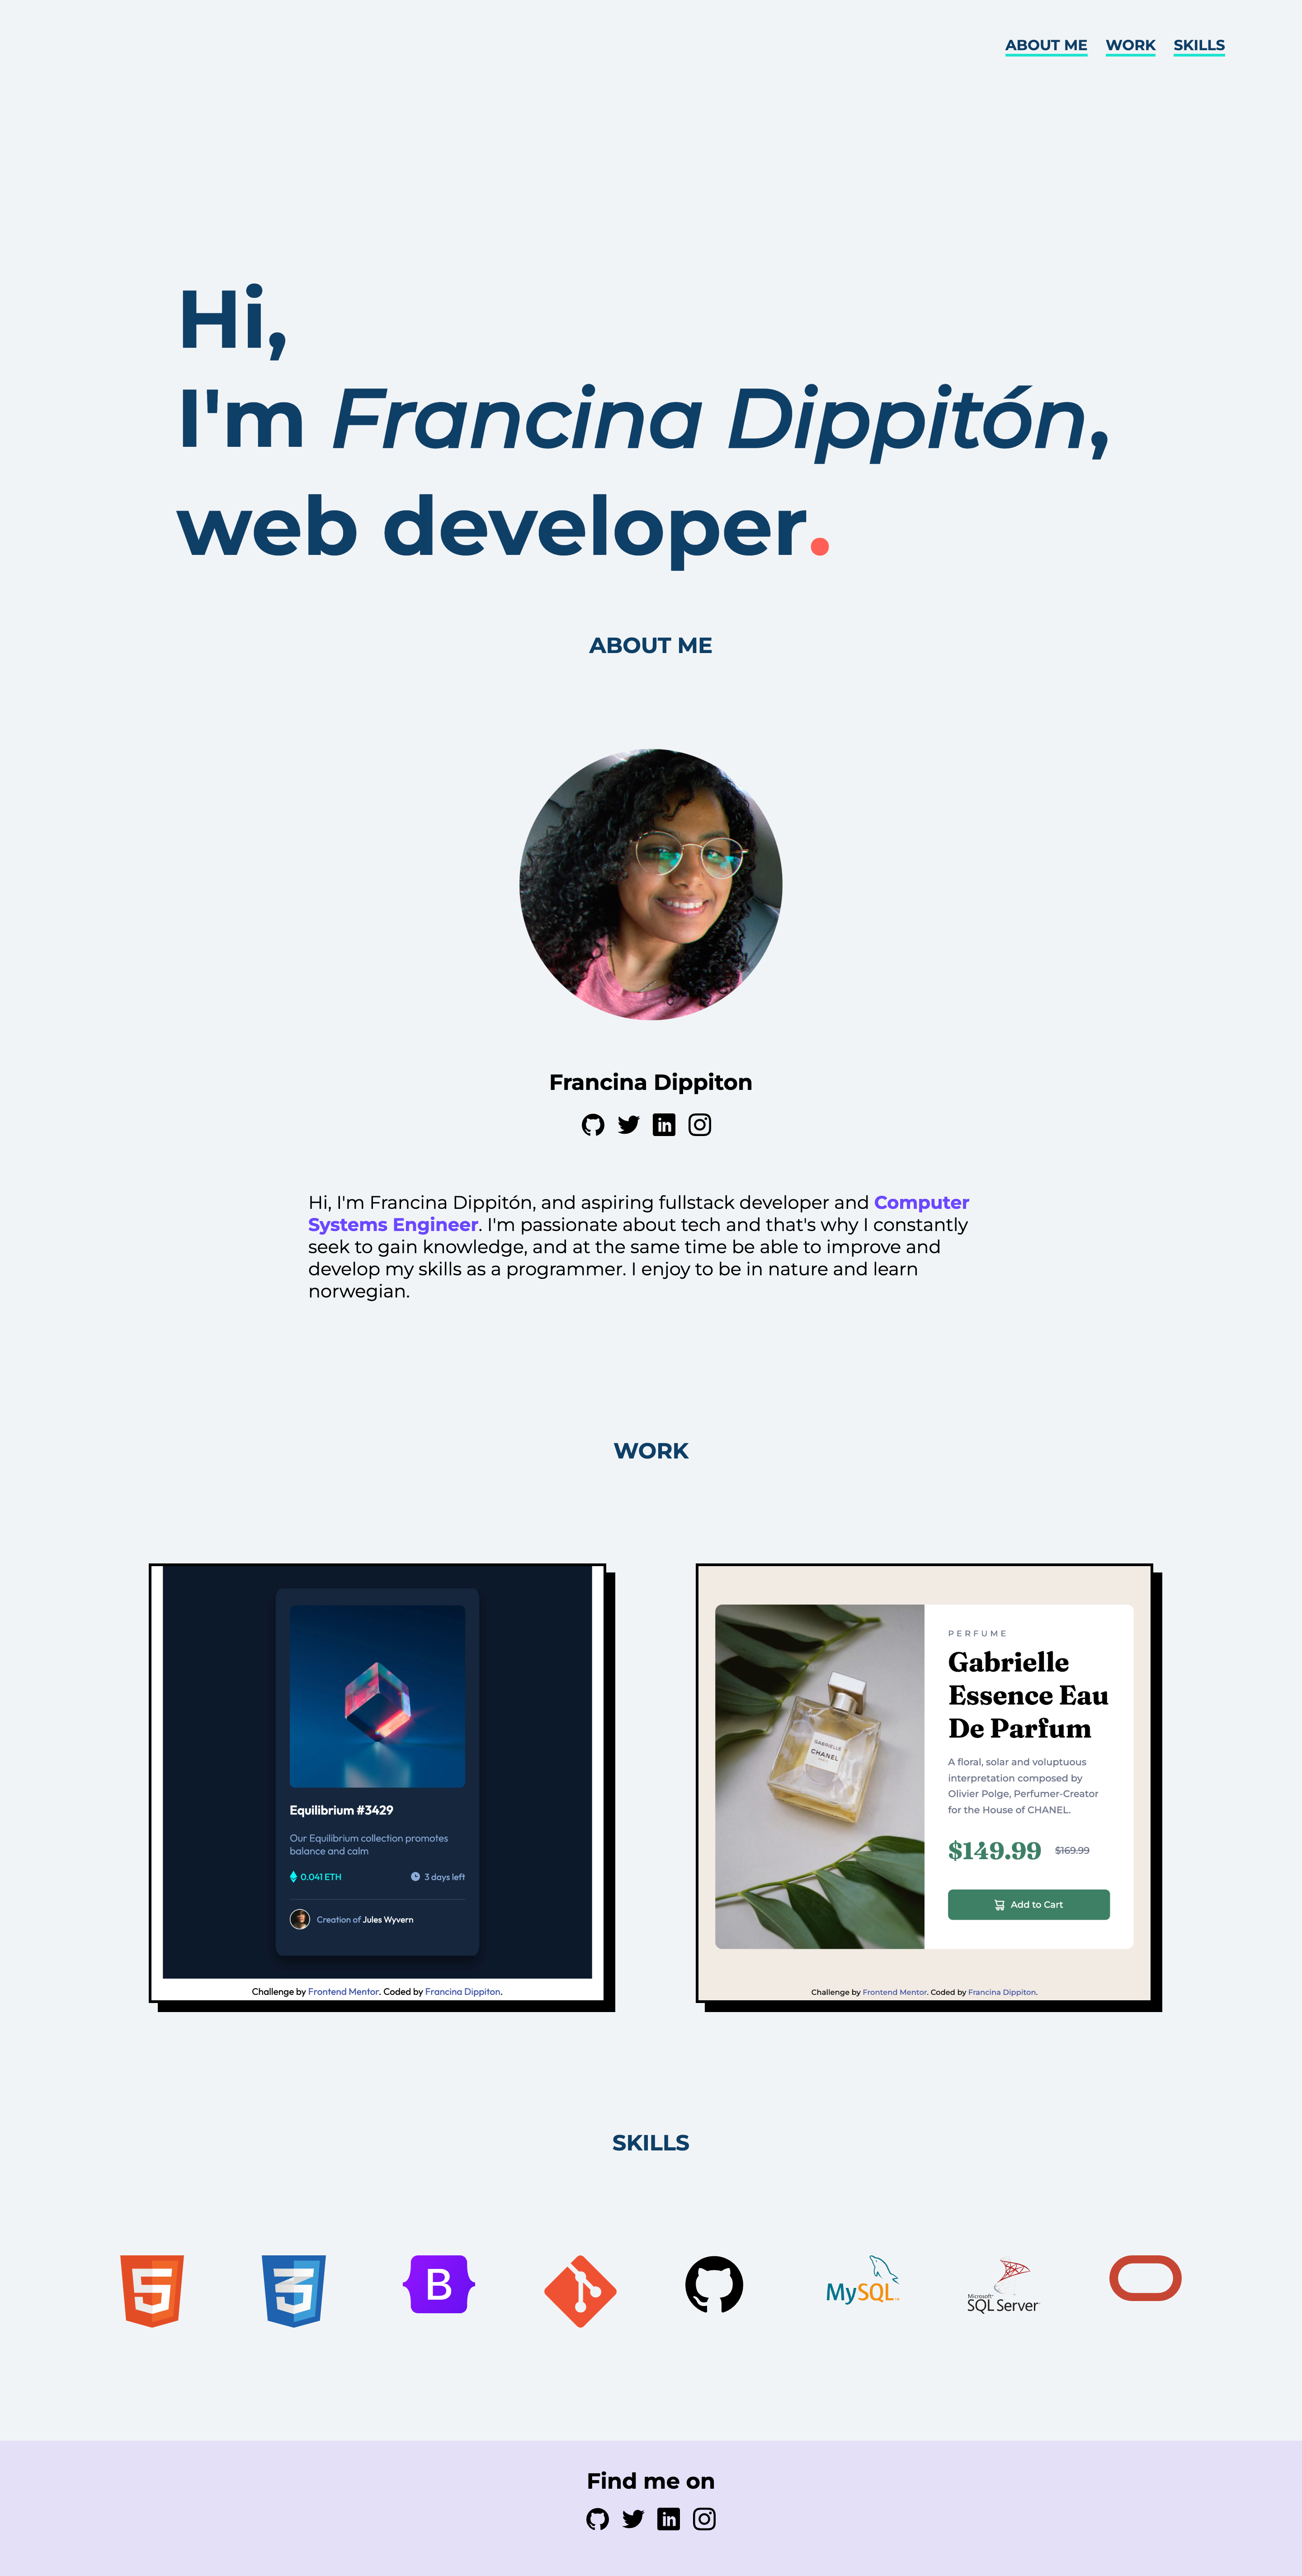 ABOUT ME WORK SKILLS
Hi,
I'm Francina Dippitón,
web developer.
ABOUT ME
Francina Dippiton
in
Hi, I'm Francina Dippitón, and aspiring fullstack developer and Computer
Systems Engineer. I'm passionate about tech and that's why I constantly
seek to gain knowledge, and at the same time be able to improve and
develop my skills as a programmer. I enjoy to be in nature and learn
norwegian.
WORK
Equilibrium #3429
Our Equilibrium collection promotes
balance and calm
0.041 ETH 3 days left
Creation of Jules Wyvern
Challenge by Frontend Mentor. Coded by Francina Dippiton.
GABRIELLE
CHANEL
PERFUME
Gabrielle
Essence Eau
De Parfum
A floral, solar and voluptuous
interpretation composed by
Olivier Polge, Perfumer-Creator
for the House of CHANEL.
$149.99 $169.99
Add to Cart
Challenge by Frontend Mentor. Coded by Francina Dippiton.
SKILLS
5 3 B
MySQL™
Microsoft®
SQL Server®
Find me on
in